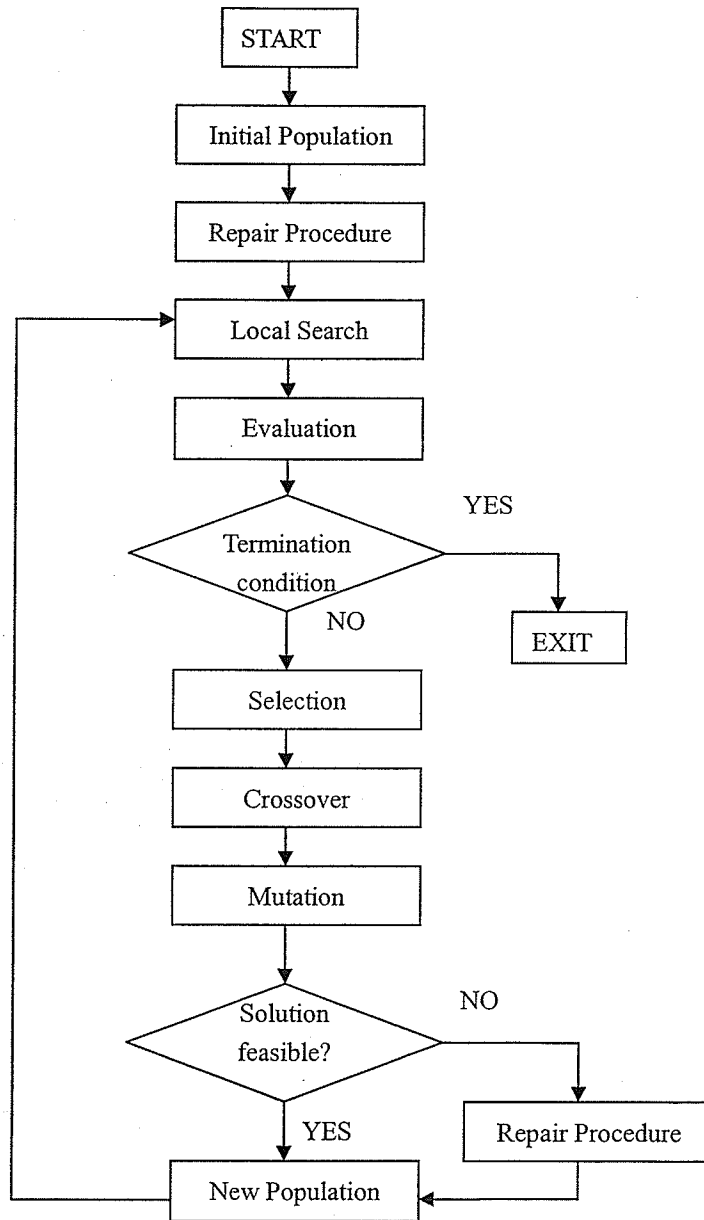 START
Initial Population
Repair Procedure
Local Search
Evaluation
YES
Termination
condition
NO
EXIT
Selection
Crossover
Mutation
NO
Solution
feasible?
YES
Repair Procedure
New Population